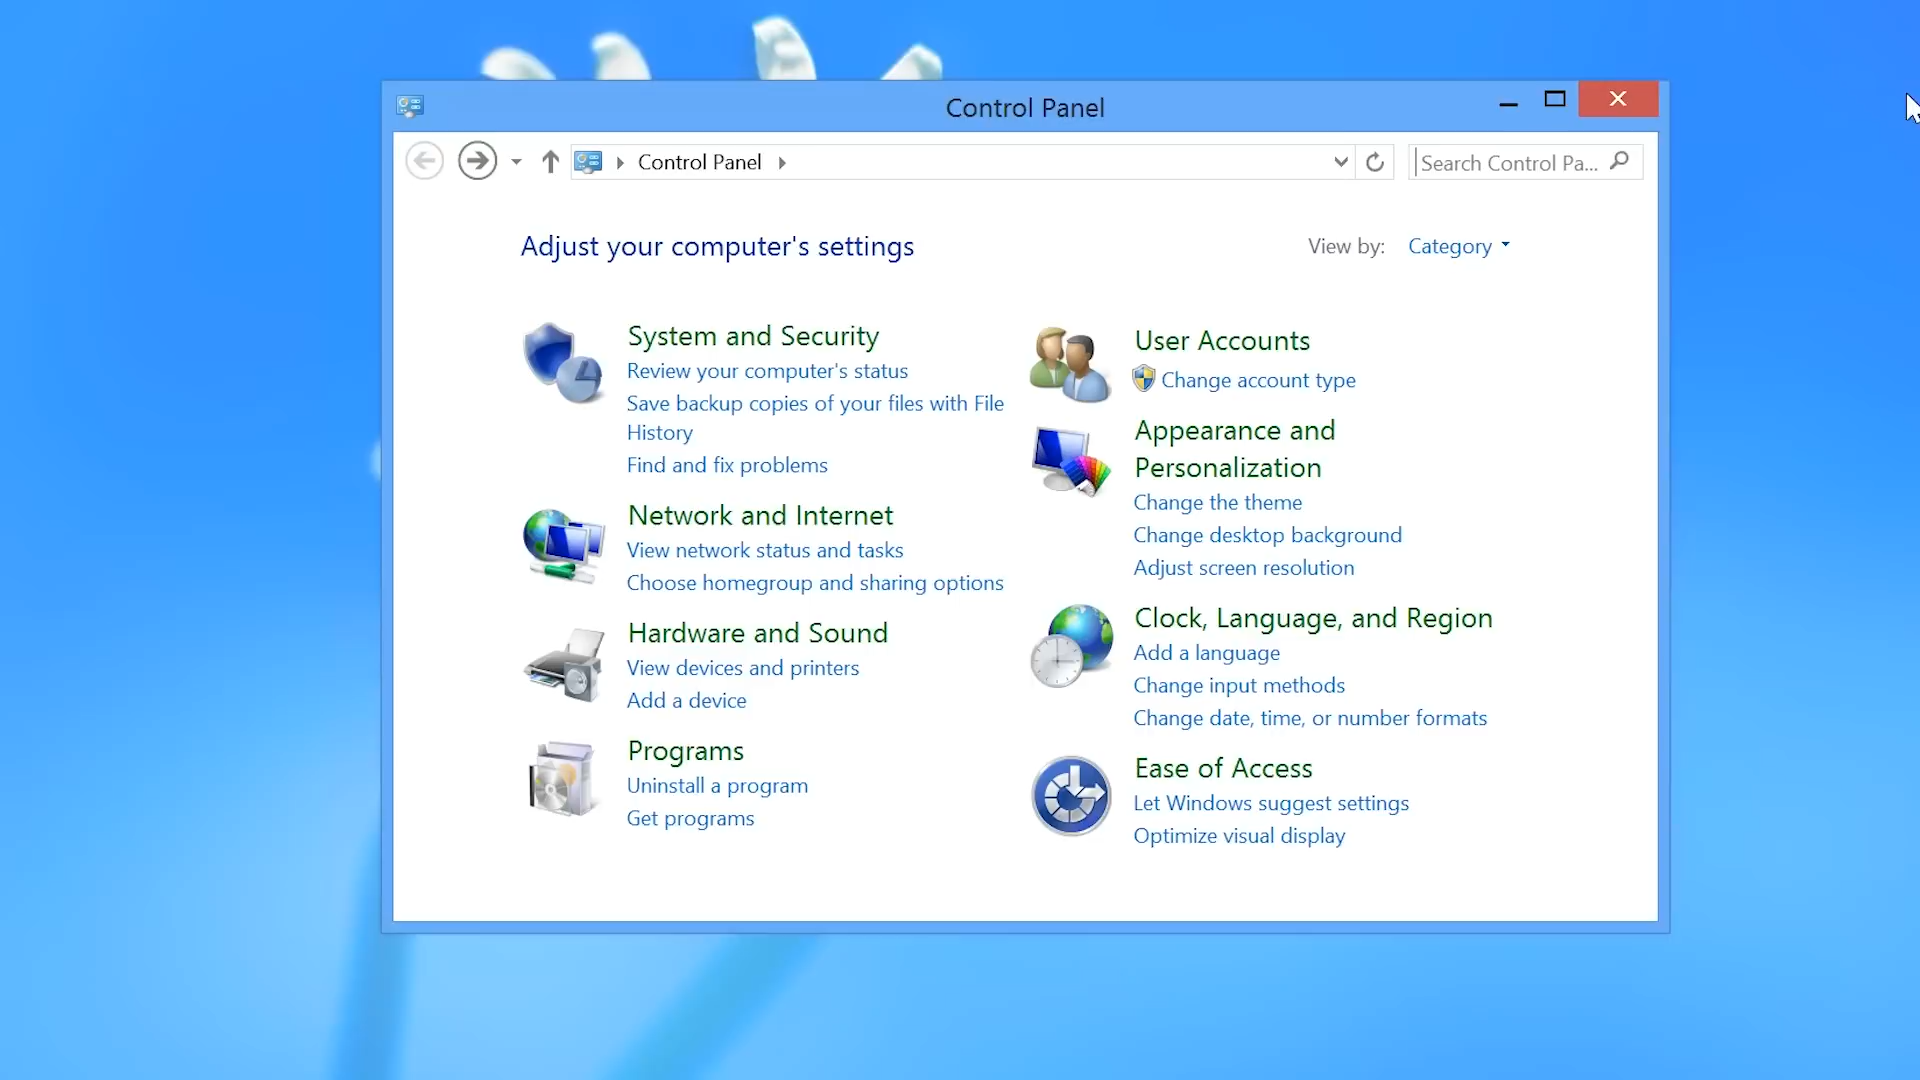 Control Panel
Control Panel
Search Control Pa...
Adjust your computer's settings
View by: Category
System and Security
Review your computer's status
Save backup copies of your files with File
History
Find and fix problems
Network and Internet
View network status and tasks
Choose homegroup and sharing options
Hardware and Sound
View devices and printers
Add a device
Programs
Uninstall a program
Get programs
User Accounts
Change account type
Appearance and
Personalization
Change the theme
Change desktop background
Adjust screen resolution
Clock, Language, and Region
Add a language
Change input methods
Change date, time, or number formats
Ease of Access
Let Windows suggest settings
Optimize visual display